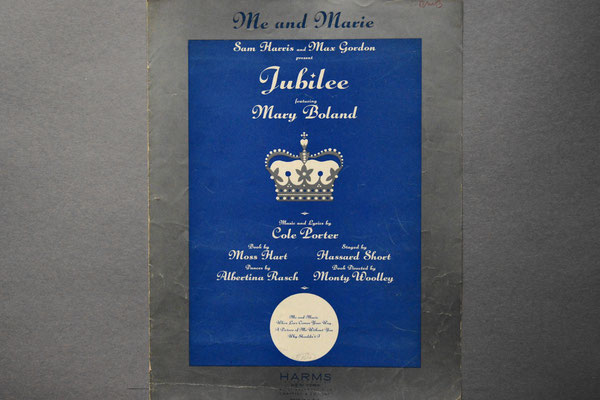 Me and Marie
Sam Harris and Max Gordon
present
Jubilee
featuring
Mary Boland
Music and Lyrics by
Cole Porter
Book by
Moss Hart
Staged by
Hassard Short
Dances by
Albertina Rasch
Book Directed by
Monty Woolley
Me and Marie
When Love Comes Your Way
A Picture of Me Without You
Why Shouldn't I
HARMS